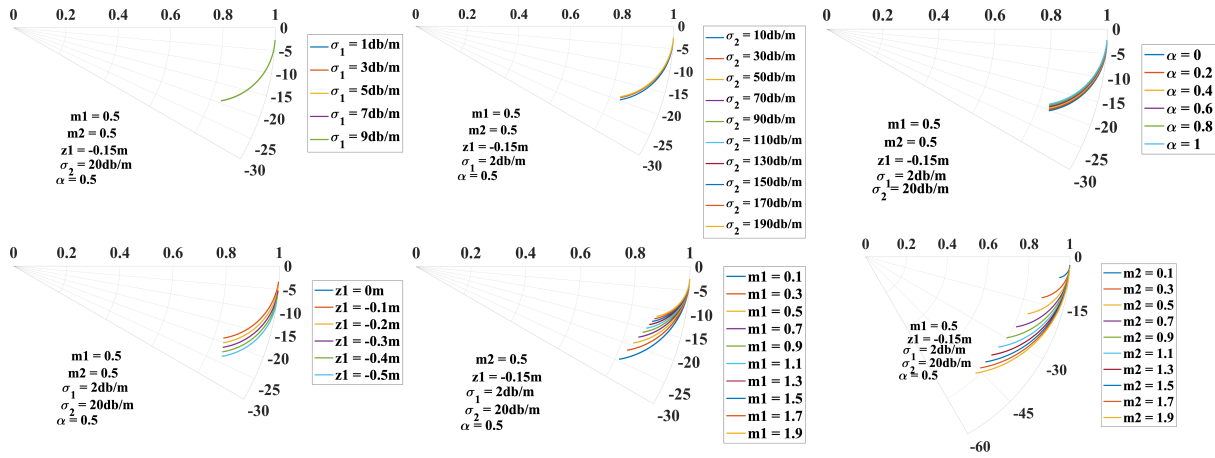 0 0.2 0.4 0.6 0.8 1
0
-5
-10
-15
-20
-25
-30
m1 = 0.5
m2 = 0.5
z1 = -0.15m
σ2 = 20db/m
α = 0.5
σ1 = 1db/m
σ1 = 3db/m
σ1 = 5db/m
σ1 = 7db/m
σ1 = 9db/m
0 0.2 0.4 0.6 0.8 1
0
-5
-10
-15
-20
-25
-30
m1 = 0.5
m2 = 0.5
z1 = -0.15m
σ1 = 2db/m
α = 0.5
σ2 = 10db/m
σ2 = 30db/m
σ2 = 50db/m
σ2 = 70db/m
σ2 = 90db/m
σ2 = 110db/m
σ2 = 130db/m
σ2 = 150db/m
σ2 = 170db/m
σ2 = 190db/m
0 0.2 0.4 0.6 0.8 1
0
-5
-10
-15
-20
-25
-30
m1 = 0.5
m2 = 0.5
z1 = -0.15m
σ1 = 2db/m
σ2 = 20db/m
α = 0
α = 0.2
α = 0.4
α = 0.6
α = 0.8
α = 1
0 0.2 0.4 0.6 0.8 1
0
-5
-10
-15
-20
-25
-30
m1 = 0.5
m2 = 0.5
σ1 = 2db/m
σ2 = 20db/m
α = 0.5
z1 = 0m
z1 = -0.1m
z1 = -0.2m
z1 = -0.3m
z1 = -0.4m
z1 = -0.5m
0 0.2 0.4 0.6 0.8 1
0
-5
-10
-15
-20
-25
-30
m2 = 0.5
z1 = -0.15m
σ1 = 2db/m
σ2 = 20db/m
α = 0.5
m1 = 0.1
m1 = 0.3
m1 = 0.5
m1 = 0.7
m1 = 0.9
m1 = 1.1
m1 = 1.3
m1 = 1.5
m1 = 1.7
m1 = 1.9
0 0.2 0.4 0.6 0.8 1
0
-15
-30
-45
-60
m1 = 0.5
z1 = -0.15m
σ1 = 2db/m
σ2 = 20db/m
α = 0.5
m2 = 0.1
m2 = 0.3
m2 = 0.5
m2 = 0.7
m2 = 0.9
m2 = 1.1
m2 = 1.3
m2 = 1.5
m2 = 1.7
m2 = 1.9